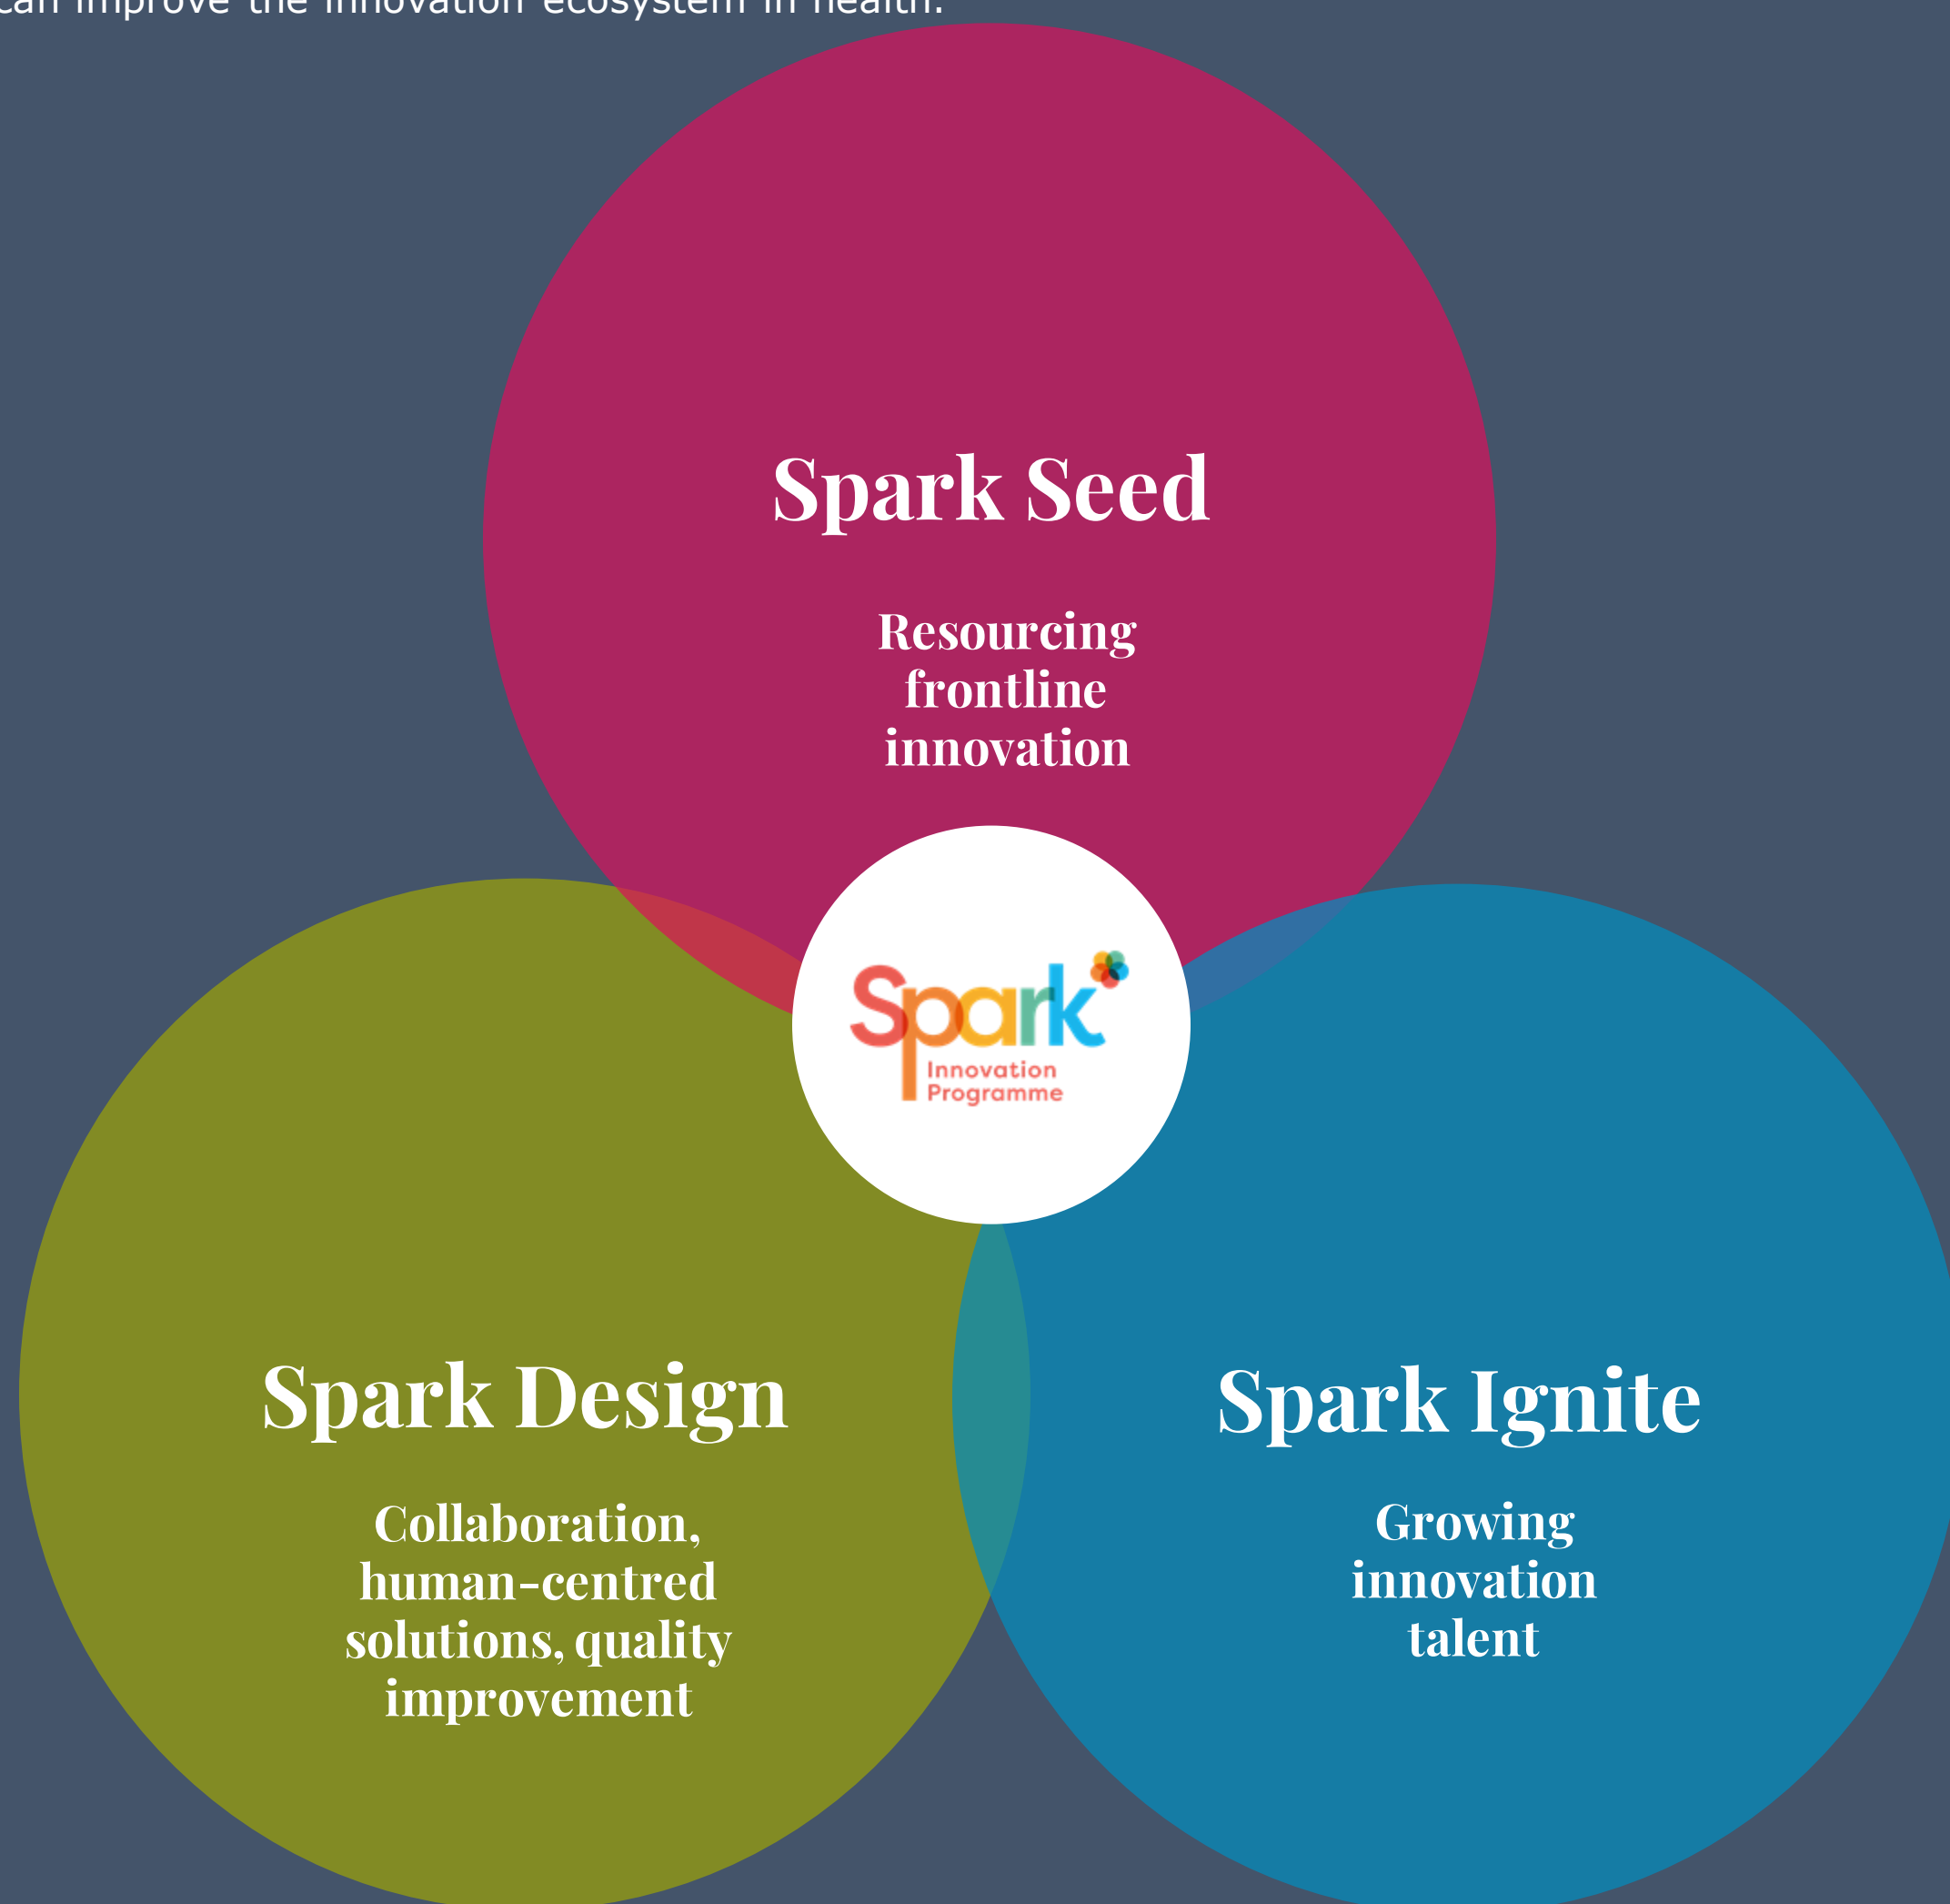 can improve the innovation ecosystem in health.
Spark Seed
Resourcing
frontline
innovation
Spark
Innovation
Programme
Spark Design
Collaboration,
human-centred
solutions, quality
improvement
Spark Ignite
Growing
innovation
talent